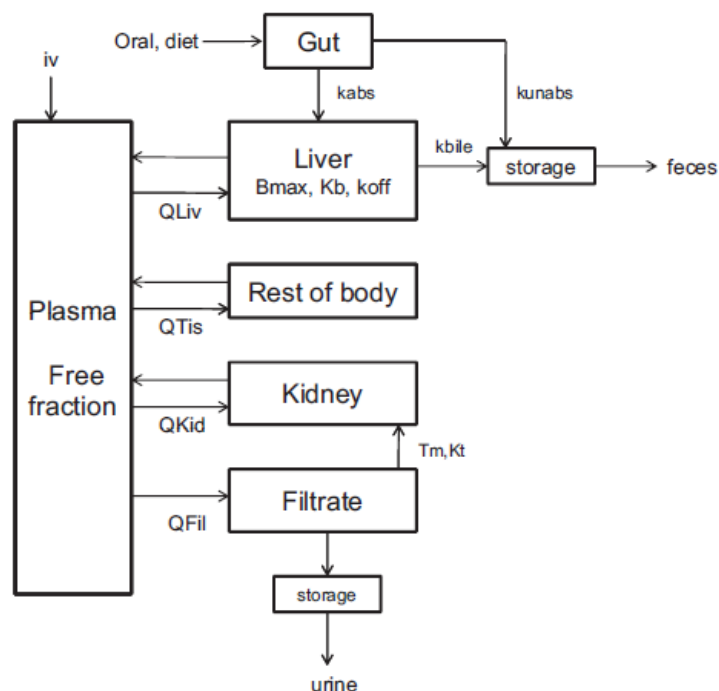 Oral, diet
Gut
iv
kabs
kunabs
Liver
Bmax, Kb, koff
kbile
storage
feces
QLiv
Rest of body
QTis
Plasma
Free
fraction
Kidney
QKid
Tm,Kt
Filtrate
QFil
storage
urine